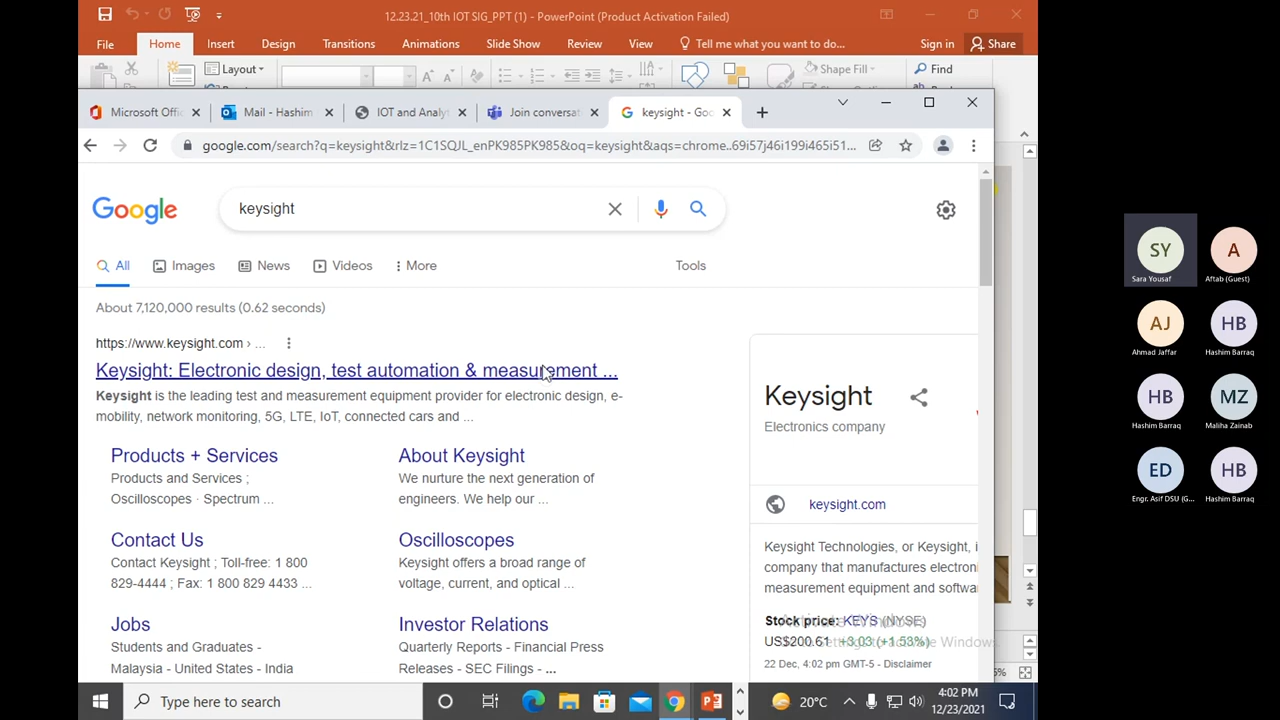 12.23.21_10th IOT SIG_PPT (1) - PowerPoint (Product Activation Failed)
File Home Insert Design Transitions Animations Slide Show Review View Tell me what you want to do... Sign in Share
Layout Shape Fill Find
Microsoft Offi Mail - Hashim IOT and Analy Join conversat keysight - Goo
google.com/search?q=keysight&rlz=1C1SQJL_enPK985PK985&oq=keysight&aqs=chrome..69i57j46i199i465i51...
Google keysight
All Images News Videos More Tools
About 7,120,000 results (0.62 seconds)
https://www.keysight.com › ...
Keysight: Electronic design, test automation & measurement ...
Keysight is the leading test and measurement equipment provider for electronic design, e-
mobility, network monitoring, 5G, LTE, IoT, connected cars and ...
Products + Services
Products and Services ;
Oscilloscopes · Spectrum ...
About Keysight
We nurture the next generation of
engineers. We help our ...
Contact Us
Contact Keysight ; Toll-free: 1 800
829-4444 ; Fax: 1 800 829 4433 ...
Oscilloscopes
Keysight offers a broad range of
voltage, current, and optical ...
Jobs
Students and Graduates -
Malaysia - United States - India
Investor Relations
Quarterly Reports - Financial Press
Releases - SEC Filings - ...
Keysight
Electronics company
keysight.com
Keysight Technologies, or Keysight, i
company that manufactures electron
measurement equipment and softwa
Stock price: KEYS (NYSE)
US$200.61 +3.03 (+1.53%)
22 Dec, 4:02 pm GMT-5 - Disclaimer
Activate Windows
Go to Settings to activate Windows.
Type here to search
20°C
4:02 PM
12/23/2021
SY A
Sara Yousaf Aftab (Guest)
AJ HB
Ahmad Jaffar Hashim Barraq
HB MZ
Hashim Barraq Maliha Zainab
ED HB
Engr. Asif DSU (G... Hashim Barraq